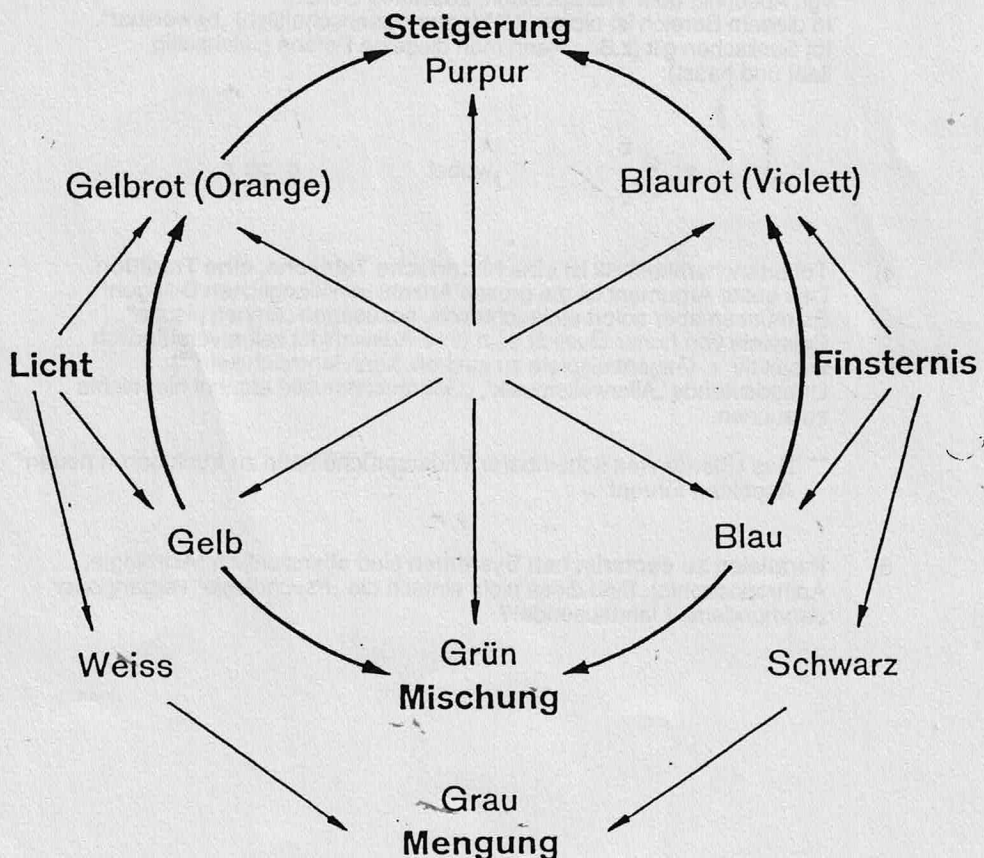 Steigerung
Purpur
Gelbrot (Orange)
Blaurot (Violett)
Licht
Finsternis
Gelb
Blau
Weiss
Grün
Schwarz
Mischung
Grau
Mengung